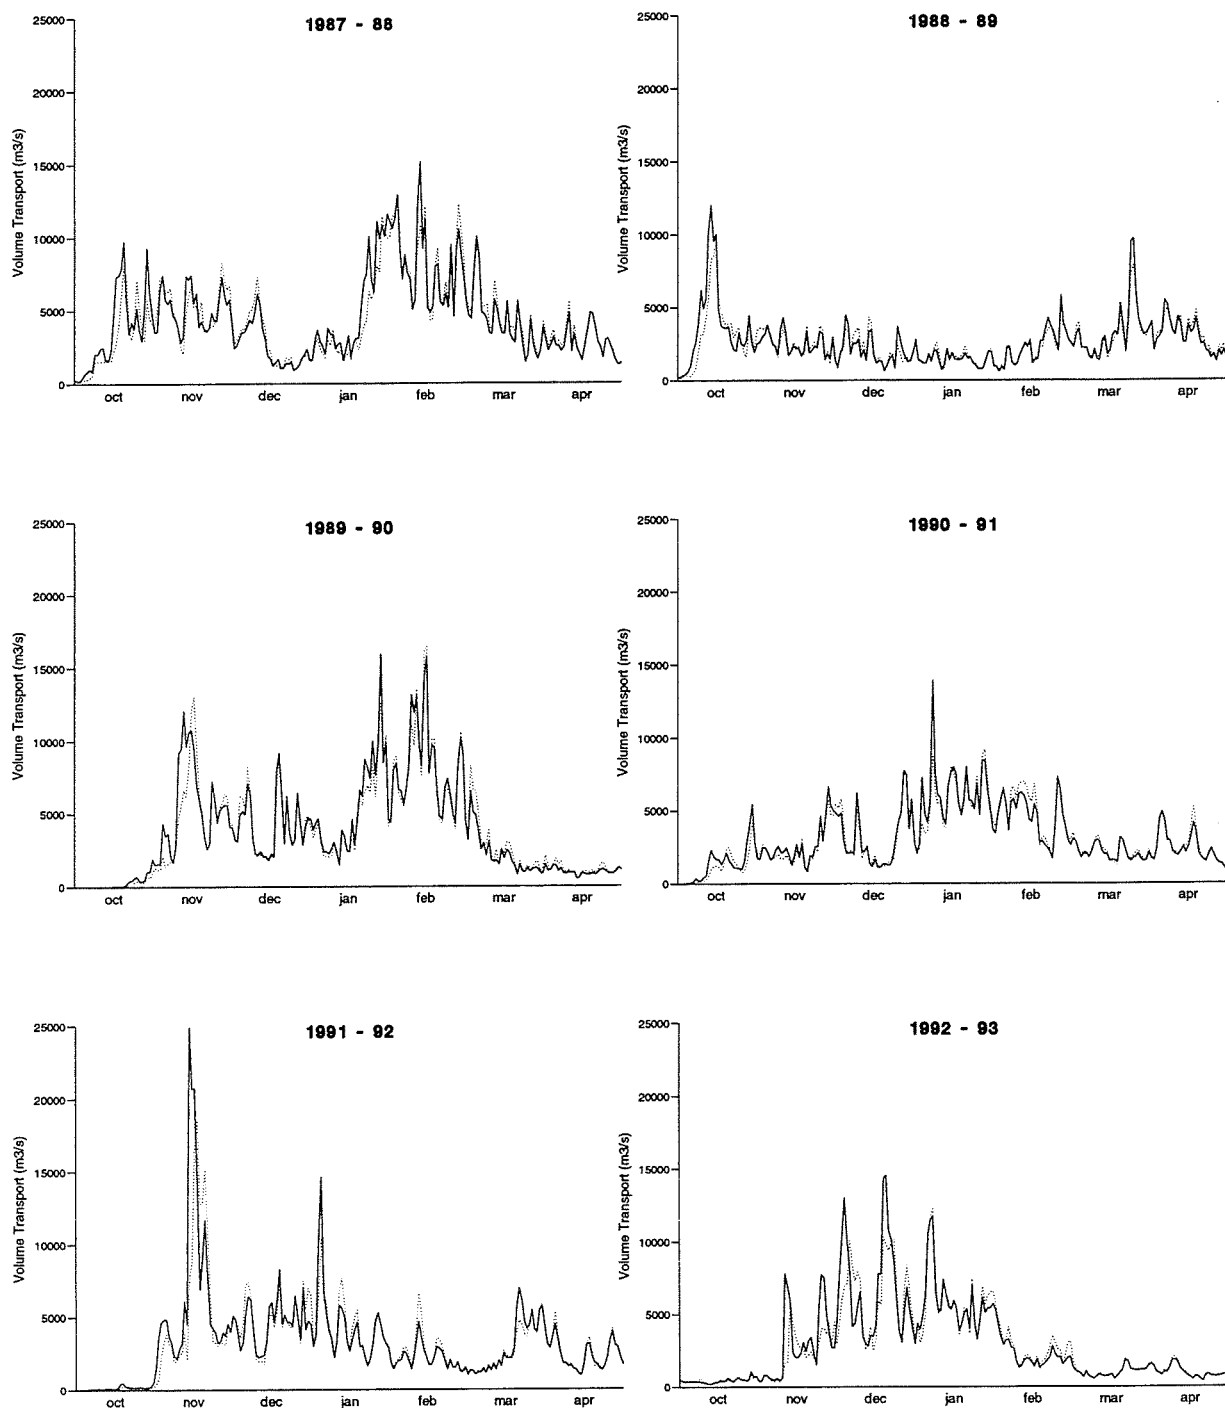 1987 - 88
Volume Transport (m3/s)
25000
20000
15000
10000
5000
0
oct nov dec jan feb mar apr
1988 - 89
Volume Transport (m3/s)
25000
20000
15000
10000
5000
0
oct nov dec jan feb mar apr
1989 - 90
Volume Transport (m3/s)
25000
20000
15000
10000
5000
0
oct nov dec jan feb mar apr
1990 - 91
Volume Transport (m3/s)
25000
20000
15000
10000
5000
0
oct nov dec jan feb mar apr
1991 - 92
Volume Transport (m3/s)
25000
20000
15000
10000
5000
0
oct nov dec jan feb mar apr
1992 - 93
Volume Transport (m3/s)
25000
20000
15000
10000
5000
0
oct nov dec jan feb mar apr